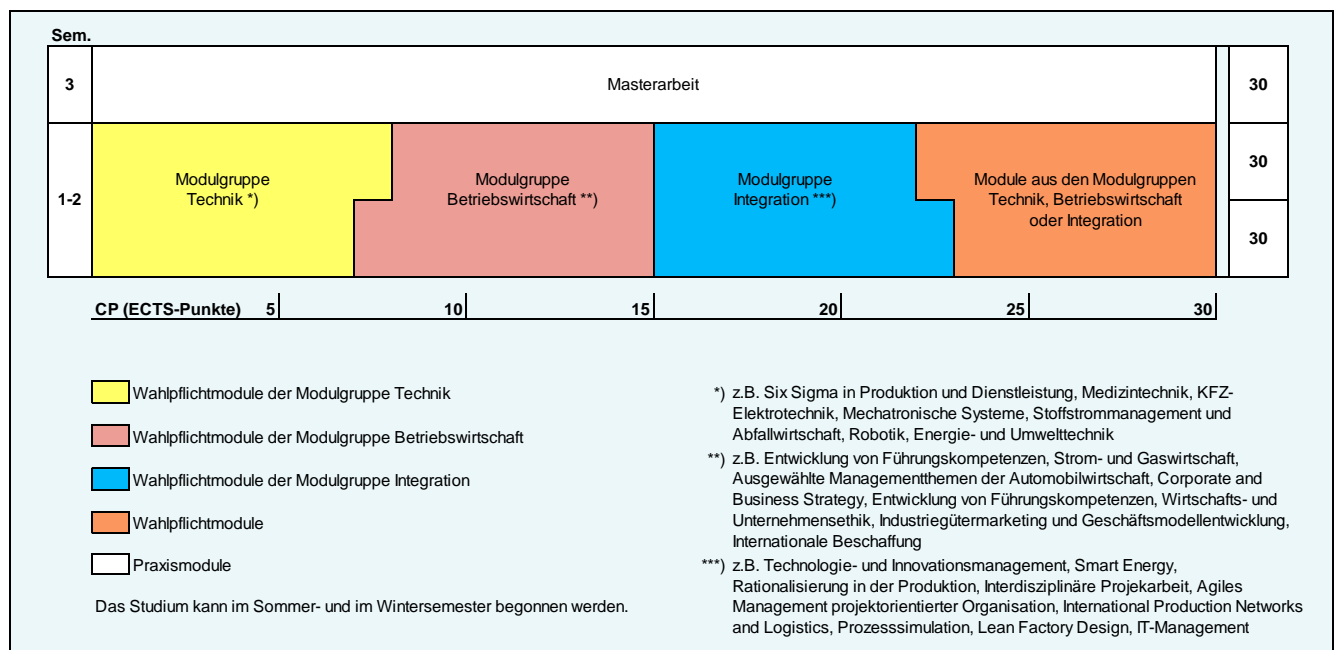 Sem.
3
Masterarbeit
30
1-2
Modulgruppe
Technik *)
Modulgruppe
Betriebswirtschaft **)
Modulgruppe
Integration ***)
Module aus den Modulgruppen
Technik, Betriebswirtschaft
oder Integration
30
30
CP (ECTS-Punkte) 5 10 15 20 25 30
Wahlpflichtmodule der Modulgruppe Technik
Wahlpflichtmodule der Modulgruppe Betriebswirtschaft
Wahlpflichtmodule der Modulgruppe Integration
Wahlpflichtmodule
Praxismodule
Das Studium kann im Sommer- und im Wintersemester begonnen werden.
*) z.B. Six Sigma in Produktion und Dienstleistung, Medizintechnik, KFZ-
Elektrotechnik, Mechatronische Systeme, Stoffstrommanagement und
Abfallwirtschaft, Robotik, Energie- und Umwelttechnik
**) z.B. Entwicklung von Führungskompetenzen, Strom- und Gaswirtschaft,
Ausgewählte Managementthemen der Automobilwirtschaft, Corporate and
Business Strategy, Entwicklung von Führungskompetenzen, Wirtschafts- und
Unternehmensethik, Industriegütermarketing und Geschäftsmodellentwicklung,
Internationale Beschaffung
***) z.B. Technologie- und Innovationsmanagement, Smart Energy,
Rationalisierung in der Produktion, Interdisziplinäre Projekarbeit, Agiles
Management projektorientierter Organisation, International Production Networks
and Logistics, Prozesssimulation, Lean Factory Design, IT-Management